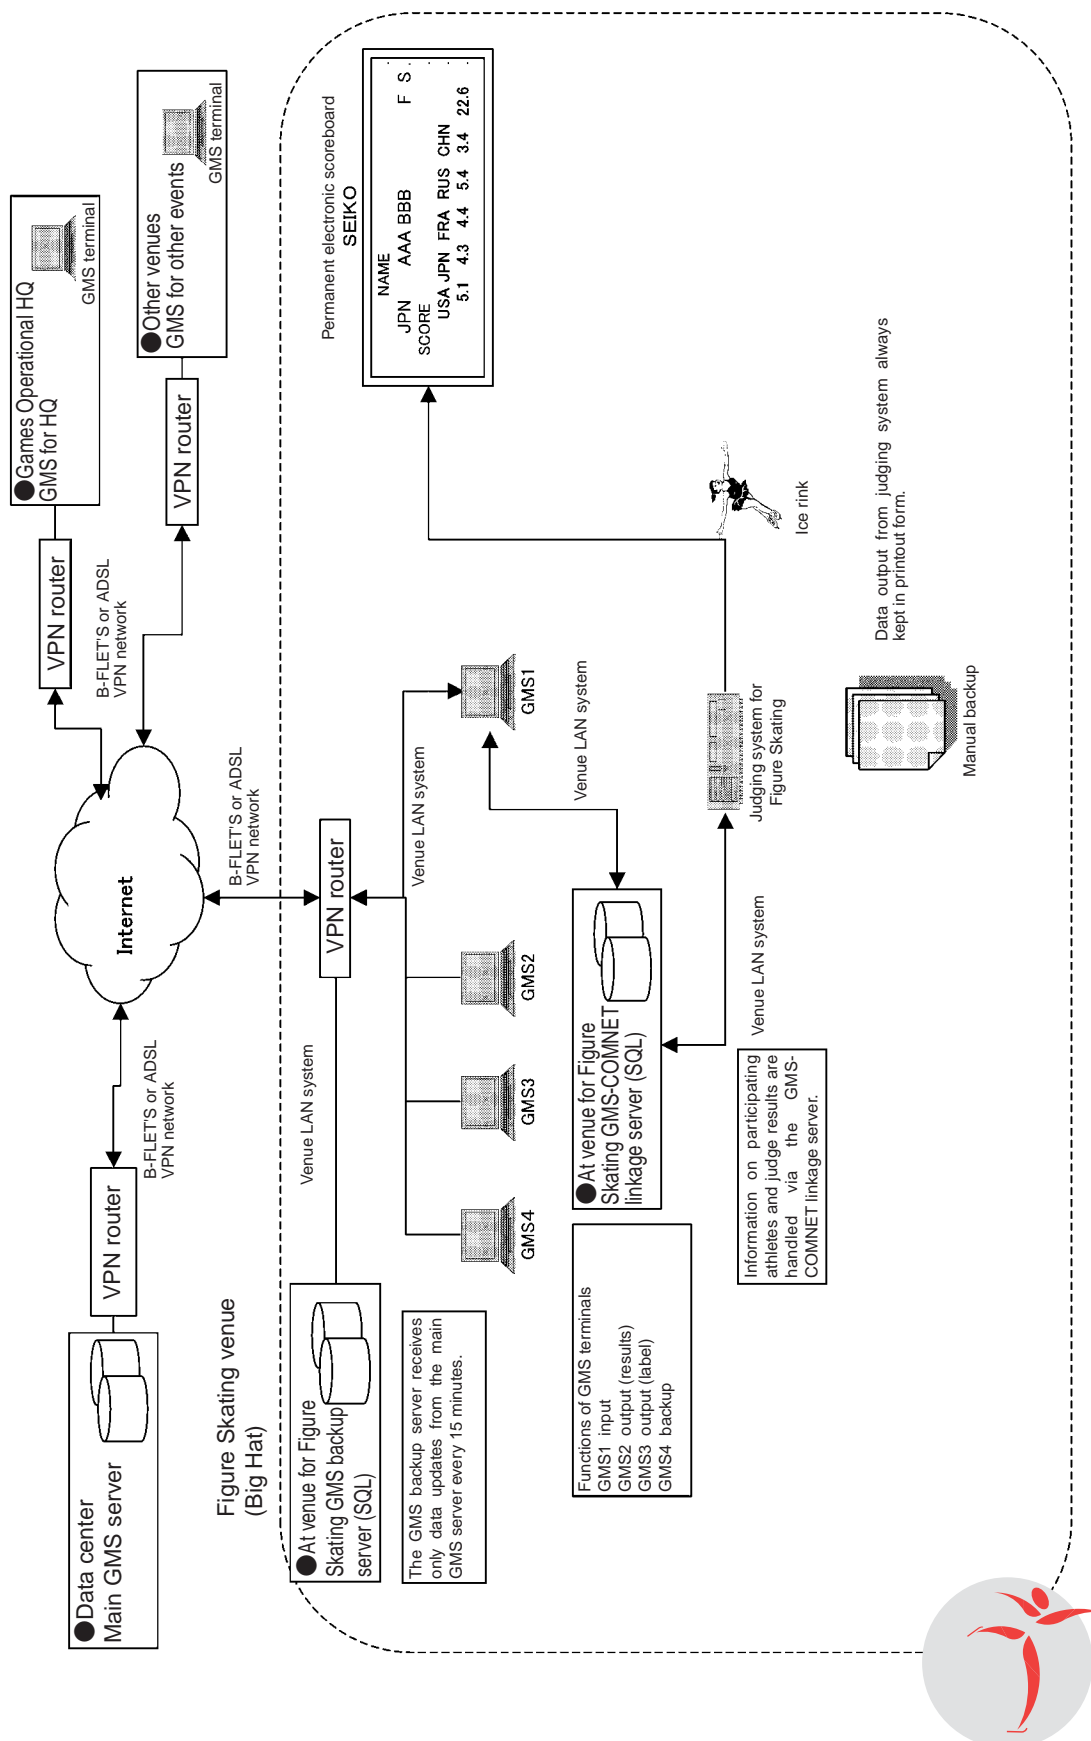 ●Data center
Main GMS server
VPN router
B-FLET'S or ADSL
VPN network
Internet
B-FLET'S or ADSL
VPN network
VPN router
●Games Operational HQ
GMS for HQ
GMS terminal
VPN router
●Other venues
GMS for other events
GMS terminal
Figure Skating venue
(Big Hat)
B-FLET'S or ADSL
VPN network
●At venue for Figure
Skating GMS backup
server (SQL)
Venue LAN system
VPN router
The GMS backup server receives
only data updates from the main
GMS server every 15 minutes.
Venue LAN system
GMS4
GMS3
GMS2
GMS1
Permanent electronic scoreboard
SEIKO
NAME
JPN AAA BBB F S .
SCORE .
USA JPN FRA RUS CHN .
5.1 4.3 4.4 5.4 3.4 22.6
Functions of GMS terminals
GMS1 input
GMS2 output (results)
GMS3 output (label)
GMS4 backup
●At venue for Figure
Skating GMS-COMNET
linkage server (SQL)
Venue LAN system
Information on participating
athletes and judge results are
handled via the GMS-
COMNET linkage server.
Venue LAN system
Judging system for
Figure Skating
Ice rink
Data output from judging system always
kept in printout form.
Manual backup